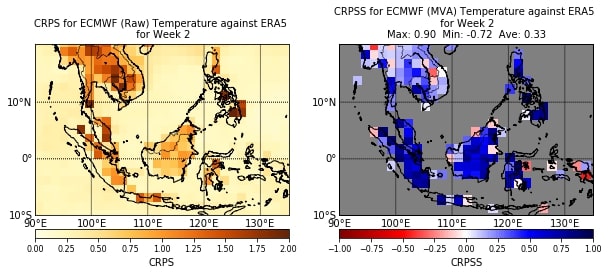 CRPS for ECMWF (Raw) Temperature against ERA5
for Week 2
CRPSS for ECMWF (MVA) Temperature against ERA5
for Week 2
Max: 0.90 Min: -0.72 Ave: 0.33
10°N
0°
10°S
90°E 100°E 110°E 120°E 130°E
0.00 0.25 0.50 0.75 1.00 1.25 1.50 1.75 2.00
CRPS
10°N
0°
10°S
90°E 100°E 110°E 120°E 130°E
−1.00 −0.75 −0.50 −0.25 0.00 0.25 0.50 0.75 1.00
CRPSS